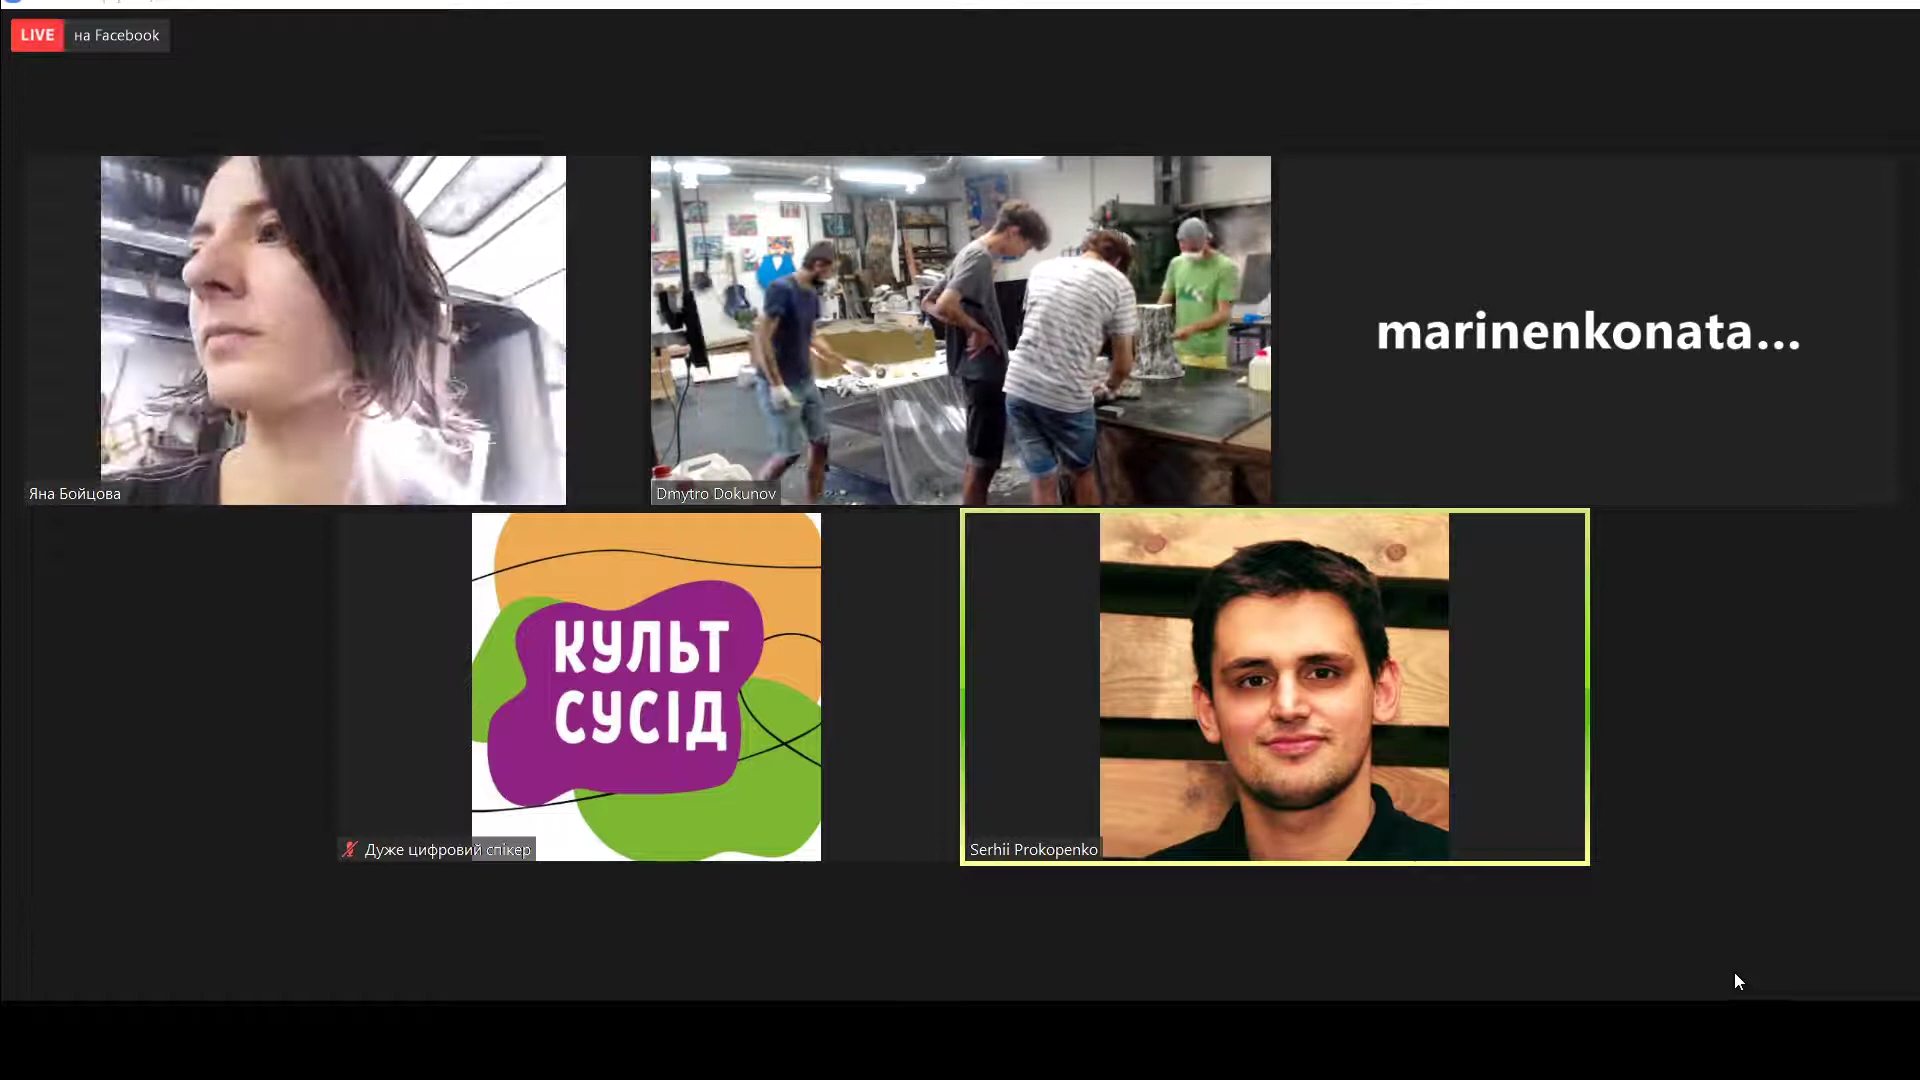 LIVE на Facebook
marinenkonata...
Яна Бойцова
Dmytro Dokunov
КУЛЬТ
СУСІД
Дуже цифровий спікер
Serhii Prokopenko